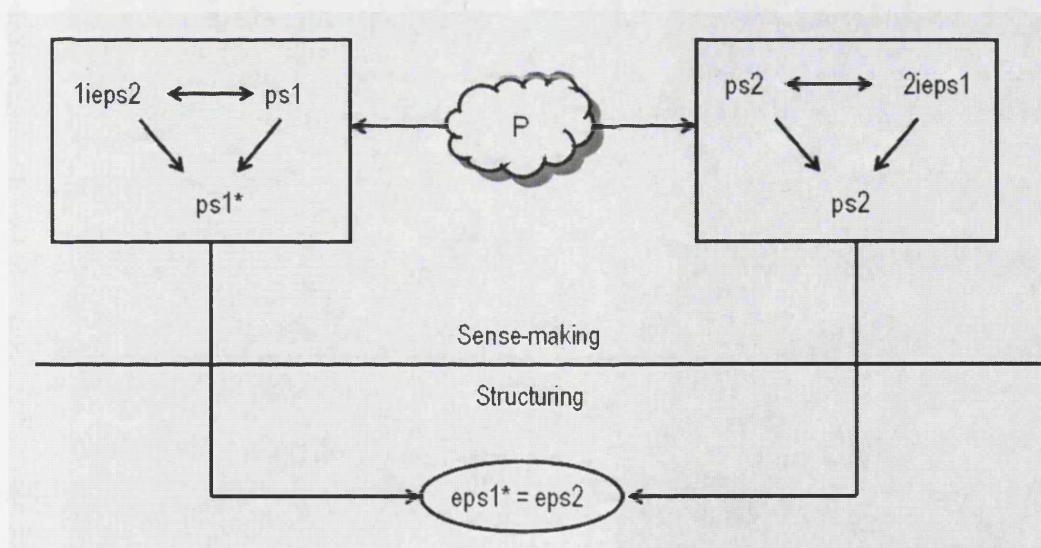 1ieps2 ps1
ps1*
P
ps2 2ieps1
ps2
Sense-making
Structuring
eps1* = eps2